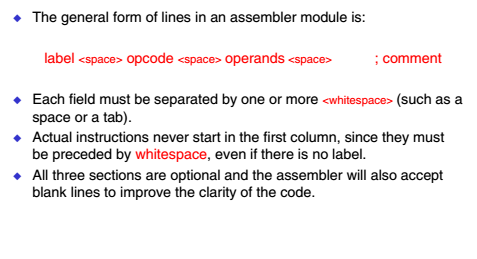 The general form of lines in an assembler module is:
label <space> opcode <space> operands <space> ; comment
Each field must be separated by one or more <whitespace> (such as a
space or a tab).
Actual instructions never start in the first column, since they must
be preceded by whitespace, even if there is no label.
All three sections are optional and the assembler will also accept
blank lines to improve the clarity of the code.